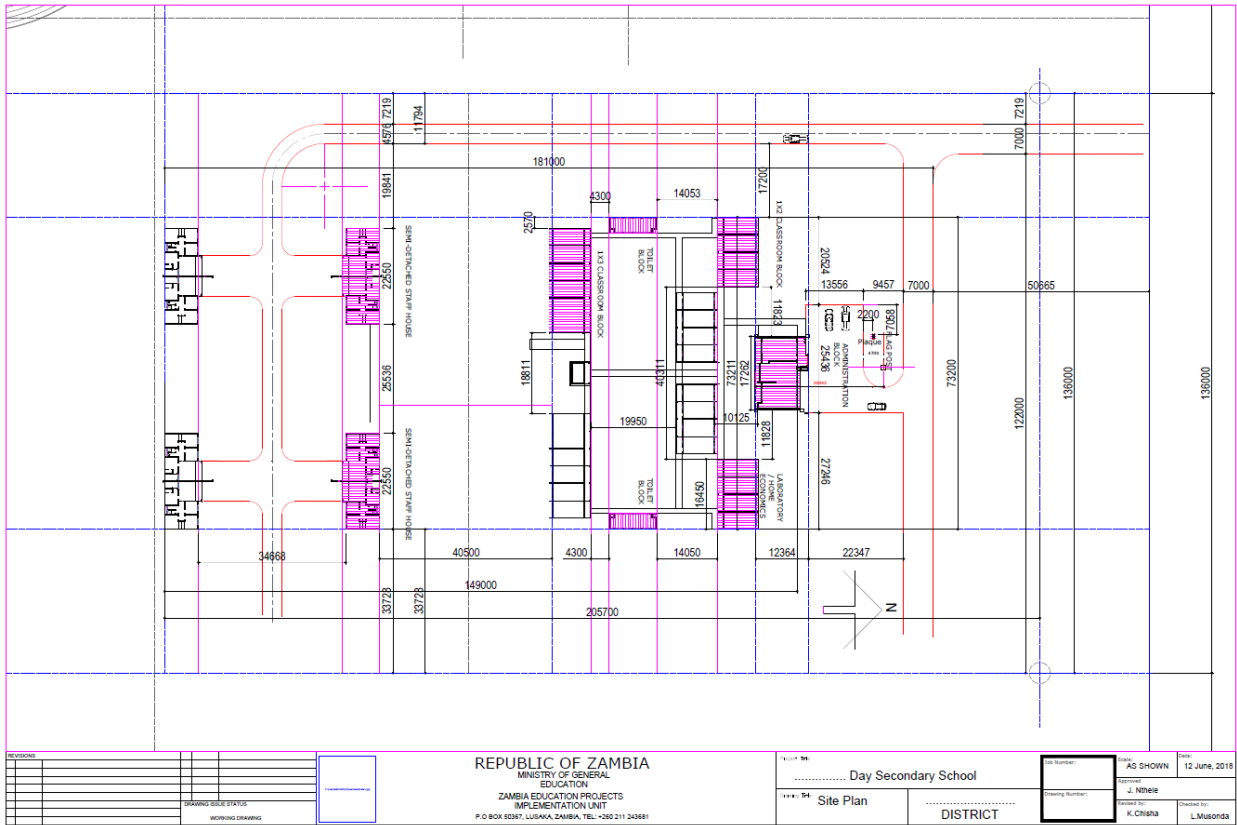 7219
11794
4576
7219
7000
181000
17200
19841
4300
14053
2570
1X2 CLASSROOM BLOCK
SEMI-DETACHED STAFF HOUSE
22550
1X3 CLASSROOM BLOCK
TOILET
BLOCK
20524
13556
9457
7000
50665
11823
2200
7058
Plaque
FLAG POST
ADMINISTRATION
BLOCK
25436
25536
18811
40311
73211
17262
73200
122000
136000
136000
19950
10125
11828
SEMI-DETACHED STAFF HOUSE
22550
TOILET
BLOCK
16450
LABORATORY
/ HOME
ECONOMICS
27246
34668
40500
4300
14050
12364
22347
149000
33728
33728
205700
N
REVISIONS
DRAWING ISSUE STATUS
WORKING DRAWING
REPUBLIC OF ZAMBIA
MINISTRY OF GENERAL
EDUCATION
ZAMBIA EDUCATION PROJECTS
IMPLEMENTATION UNIT
P.O BOX 50367, LUSAKA, ZAMBIA, TEL: +260 211 243681
Project Title:
.............. Day Secondary School
Drawing Title:
Site Plan
......................
DISTRICT
Job Number:
Drawing Number:
Scale:
AS SHOWN
Date:
12 June, 2018
Approved
J. Nthele
Revised by:
K.Chisha
Checked by:
L.Musonda